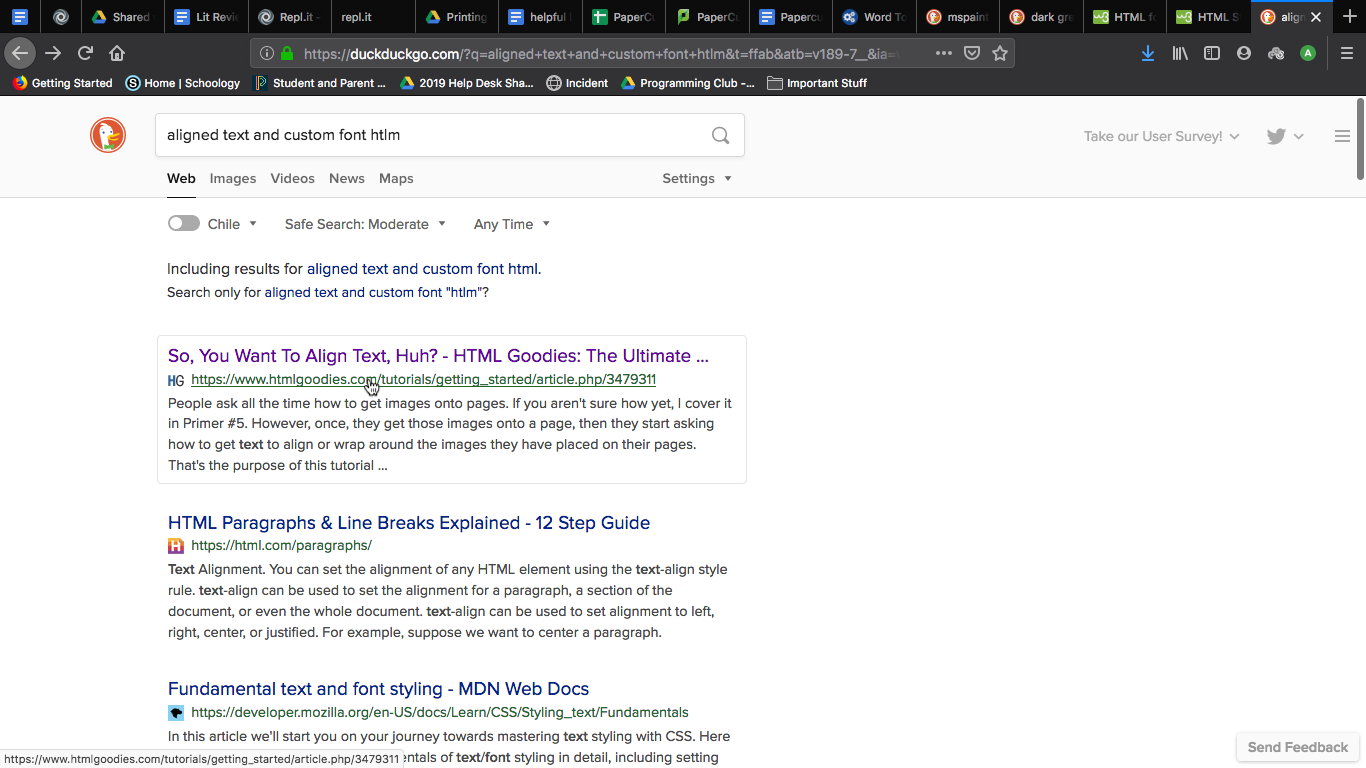 Shared
Lit Revi
Repl.it -
repl.it
Printing
helpful
PaperCu
PaperCu
Papercu
Word To
mspaint
dark gre
HTML fo
HTML S
align
https://duckduckgo.com/?q=aligned+text+and+custom+font+htlm&t=ffab&atb=v189-7__&ia=
A
Getting Started
S Home | Schoology
Student and Parent ...
2019 Help Desk Sha...
Incident
Programming Club -...
Important Stuff
aligned text and custom font htlm
Take our User Survey!
Web Images Videos News Maps Settings
Chile Safe Search: Moderate Any Time
Including results for aligned text and custom font html.
Search only for aligned text and custom font "htlm"?
So, You Want To Align Text, Huh? - HTML Goodies: The Ultimate ...
HG https://www.htmlgoodies.com/tutorials/getting_started/article.php/3479311
People ask all the time how to get images onto pages. If you aren't sure how yet, I cover it
in Primer #5. However, once, they get those images onto a page, then they start asking
how to get text to align or wrap around the images they have placed on their pages.
That's the purpose of this tutorial ...
HTML Paragraphs & Line Breaks Explained - 12 Step Guide
H https://html.com/paragraphs/
Text Alignment. You can set the alignment of any HTML element using the text-align style
rule. text-align can be used to set the alignment for a paragraph, a section of the
document, or even the whole document. text-align can be used to set alignment to left,
right, center, or justified. For example, suppose we want to center a paragraph.
Fundamental text and font styling - MDN Web Docs
https://developer.mozilla.org/en-US/docs/Learn/CSS/Styling_text/Fundamentals
In this article we'll start you on your journey towards mastering text styling with CSS. Here
entals of text/font styling in detail, including setting
https://www.htmlgoodies.com/tutorials/getting_started/article.php/3479311
Send Feedback